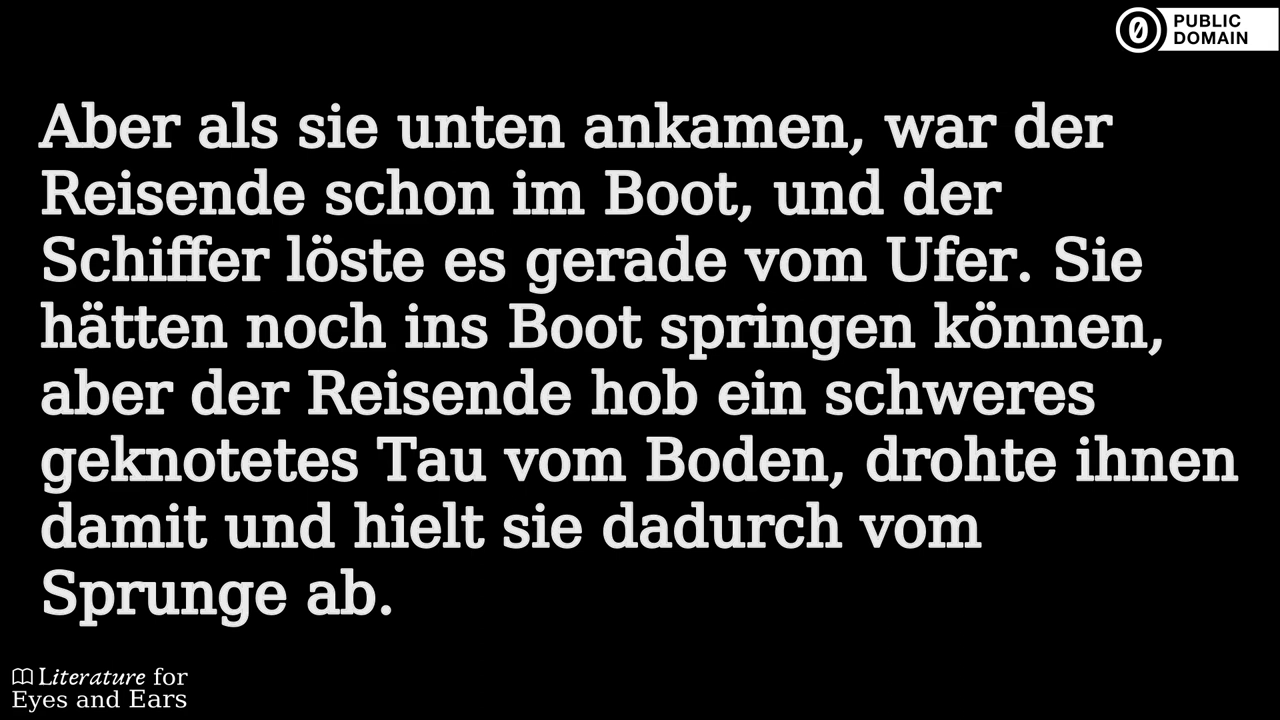 PUBLIC
DOMAIN
Aber als sie unten ankamen, war der
Reisende schon im Boot, und der
Schiffer löste es gerade vom Ufer. Sie
hätten noch ins Boot springen können,
aber der Reisende hob ein schweres
geknotetes Tau vom Boden, drohte ihnen
damit und hielt sie dadurch vom
Sprunge ab.
Literature for
Eyes and Ears